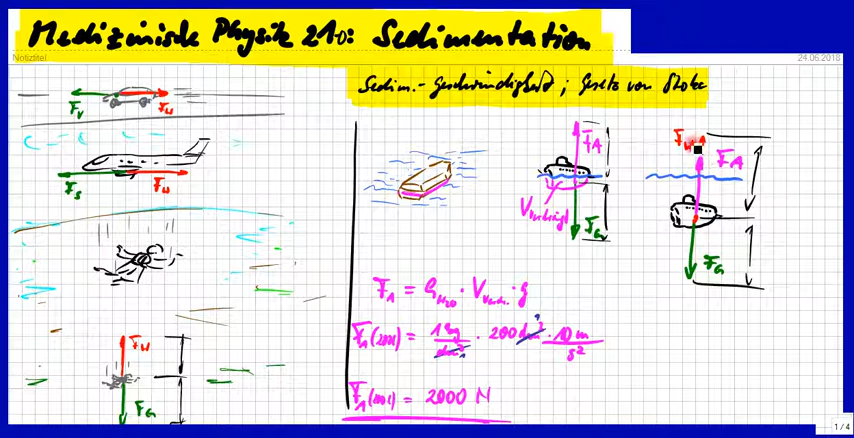 Medizinische Physik 210: Sedimentation
Notiztitel
24.06.2018
Sedim.-Geschwindigkeit ; Gesetz von Stokes
F_V F_W
F_S F_W
F_W
F_G
F_A
V_verdrängt
F_G
F_W
F_A
F_G
F_A = ρ_H2O · V_Verdr. · g
F_A (200l) = 1kg/dm³ · 200 dm³ · 10m/s²
F_A (200l) = 2000 N
1 / 4